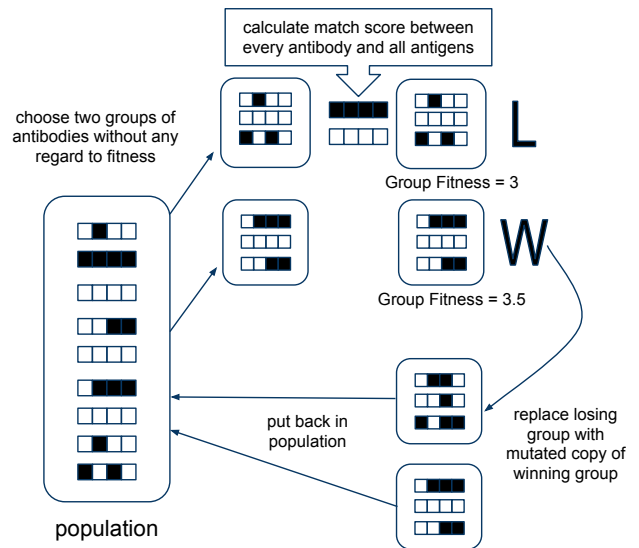 calculate match score between
every antibody and all antigens
choose two groups of
antibodies without any
regard to fitness
L
Group Fitness = 3
W
Group Fitness = 3.5
put back in
population
replace losing
group with
mutated copy of
winning group
population